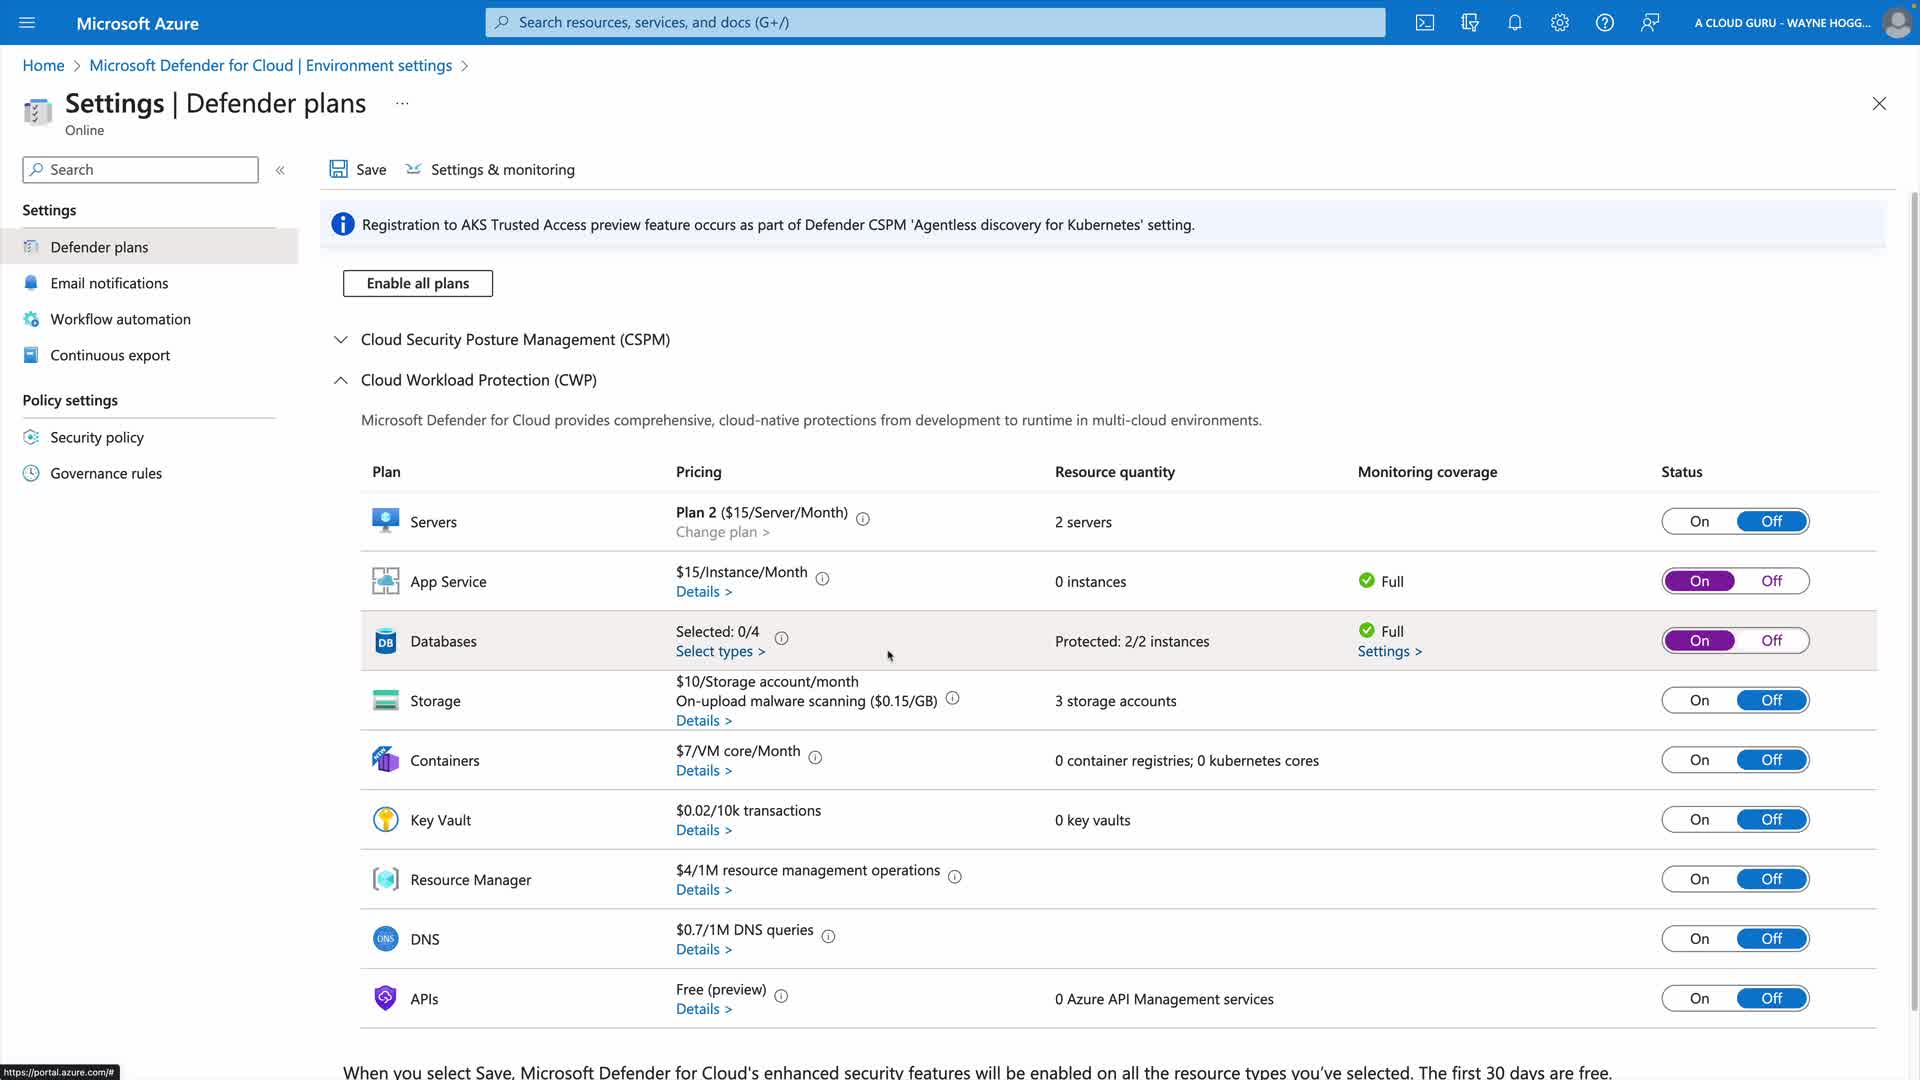 Microsoft Azure
Search resources, services, and docs (G+/)
A CLOUD GURU - WAYNE HOGG...
Home > Microsoft Defender for Cloud | Environment settings >
Settings | Defender plans ...
Online
Search «
Save Settings & monitoring
Settings
Defender plans
Email notifications
Workflow automation
Continuous export
Policy settings
Security policy
Governance rules
Registration to AKS Trusted Access preview feature occurs as part of Defender CSPM 'Agentless discovery for Kubernetes' setting.
Enable all plans
Cloud Security Posture Management (CSPM)
Cloud Workload Protection (CWP)
Microsoft Defender for Cloud provides comprehensive, cloud-native protections from development to runtime in multi-cloud environments.
Plan Pricing Resource quantity Monitoring coverage Status
Servers Plan 2 ($15/Server/Month) 2 servers On Off
Change plan >
App Service $15/Instance/Month 0 instances Full On Off
Details >
DB Databases Selected: 0/4 Protected: 2/2 instances Full On Off
Select types > Settings >
$10/Storage account/month
Storage On-upload malware scanning ($0.15/GB) 3 storage accounts On Off
Details >
Containers $7/VM core/Month 0 container registries; 0 kubernetes cores On Off
Details >
Key Vault $0.02/10k transactions 0 key vaults On Off
Details >
Resource Manager $4/1M resource management operations On Off
Details >
DNS DNS $0.7/1M DNS queries On Off
Details >
APIs Free (preview) 0 Azure API Management services On Off
Details >
When you select Save, Microsoft Defender for Cloud's enhanced security features will be enabled on all the resource types you've selected. The first 30 days are free.
https://portal.azure.com/#